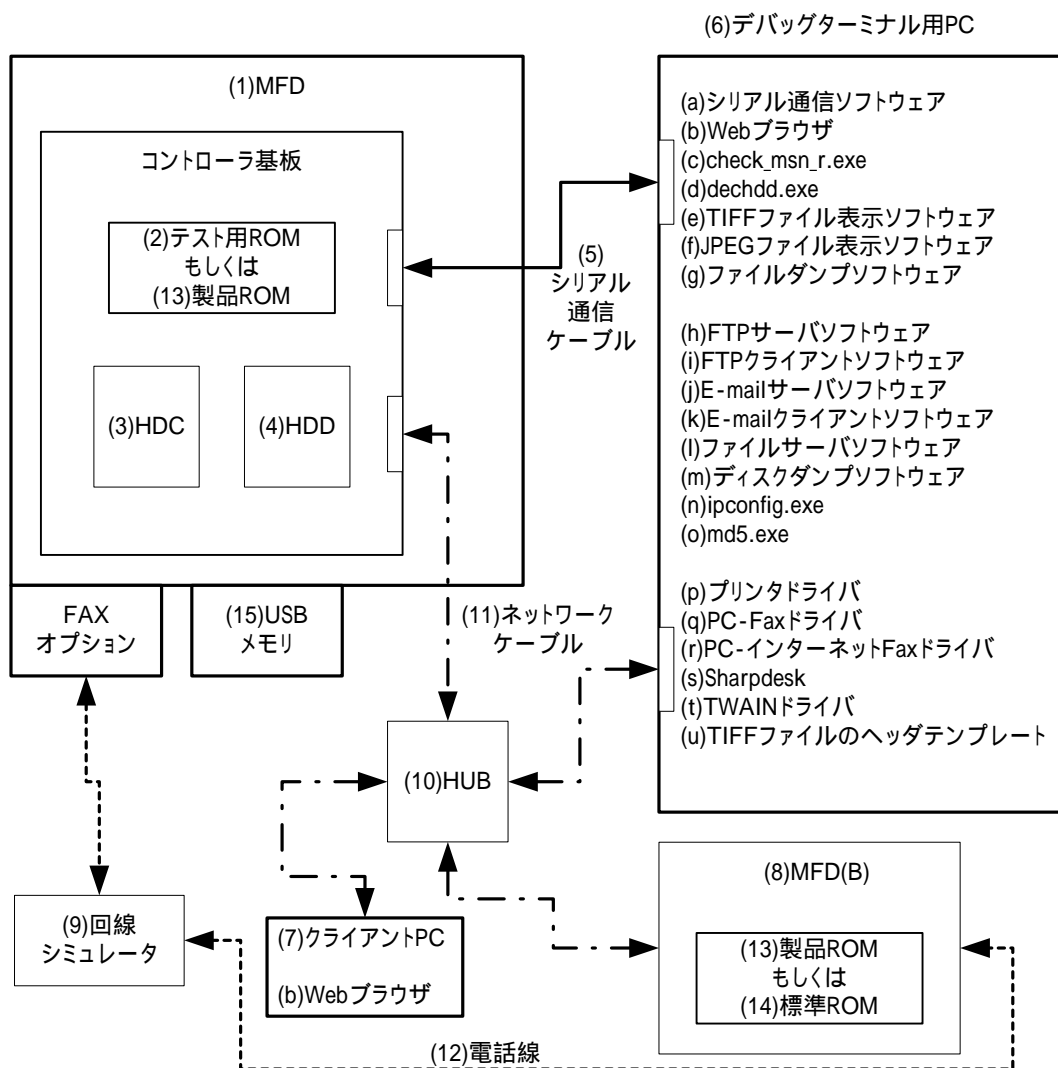 (6)デバッグターミナル用PC
(1)MFD
コントローラ基板
(2)テスト用ROM
もしくは
(13)製品ROM
(3)HDC
(4)HDD
(5)
シリアル
通信
ケーブル
(a)シリアル通信ソフトウェア
(b)Webブラウザ
(c)check_msn_r.exe
(d)dechdd.exe
(e)TIFFファイル表示ソフトウェア
(f)JPEGファイル表示ソフトウェア
(g)ファイルダンプソフトウェア
(h)FTPサーバソフトウェア
(i)FTPクライアントソフトウェア
(j)E-mailサーバソフトウェア
(k)E-mailクライアントソフトウェア
(l)ファイルサーバソフトウェア
(m)ディスクダンプソフトウェア
(n)ipconfig.exe
(o)md5.exe
(p)プリンタドライバ
(q)PC-Faxドライバ
(r)PC-インターネットFaxドライバ
(s)Sharpdesk
(t)TWAINドライバ
(u)TIFFファイルのヘッダテンプレート
FAX
オプション
(15)USB
メモリ
(11)ネットワーク
ケーブル
(10)HUB
(9)回線
シミュレータ
(7)クライアントPC
(b)Webブラウザ
(8)MFD(B)
(13)製品ROM
もしくは
(14)標準ROM
(12)電話線